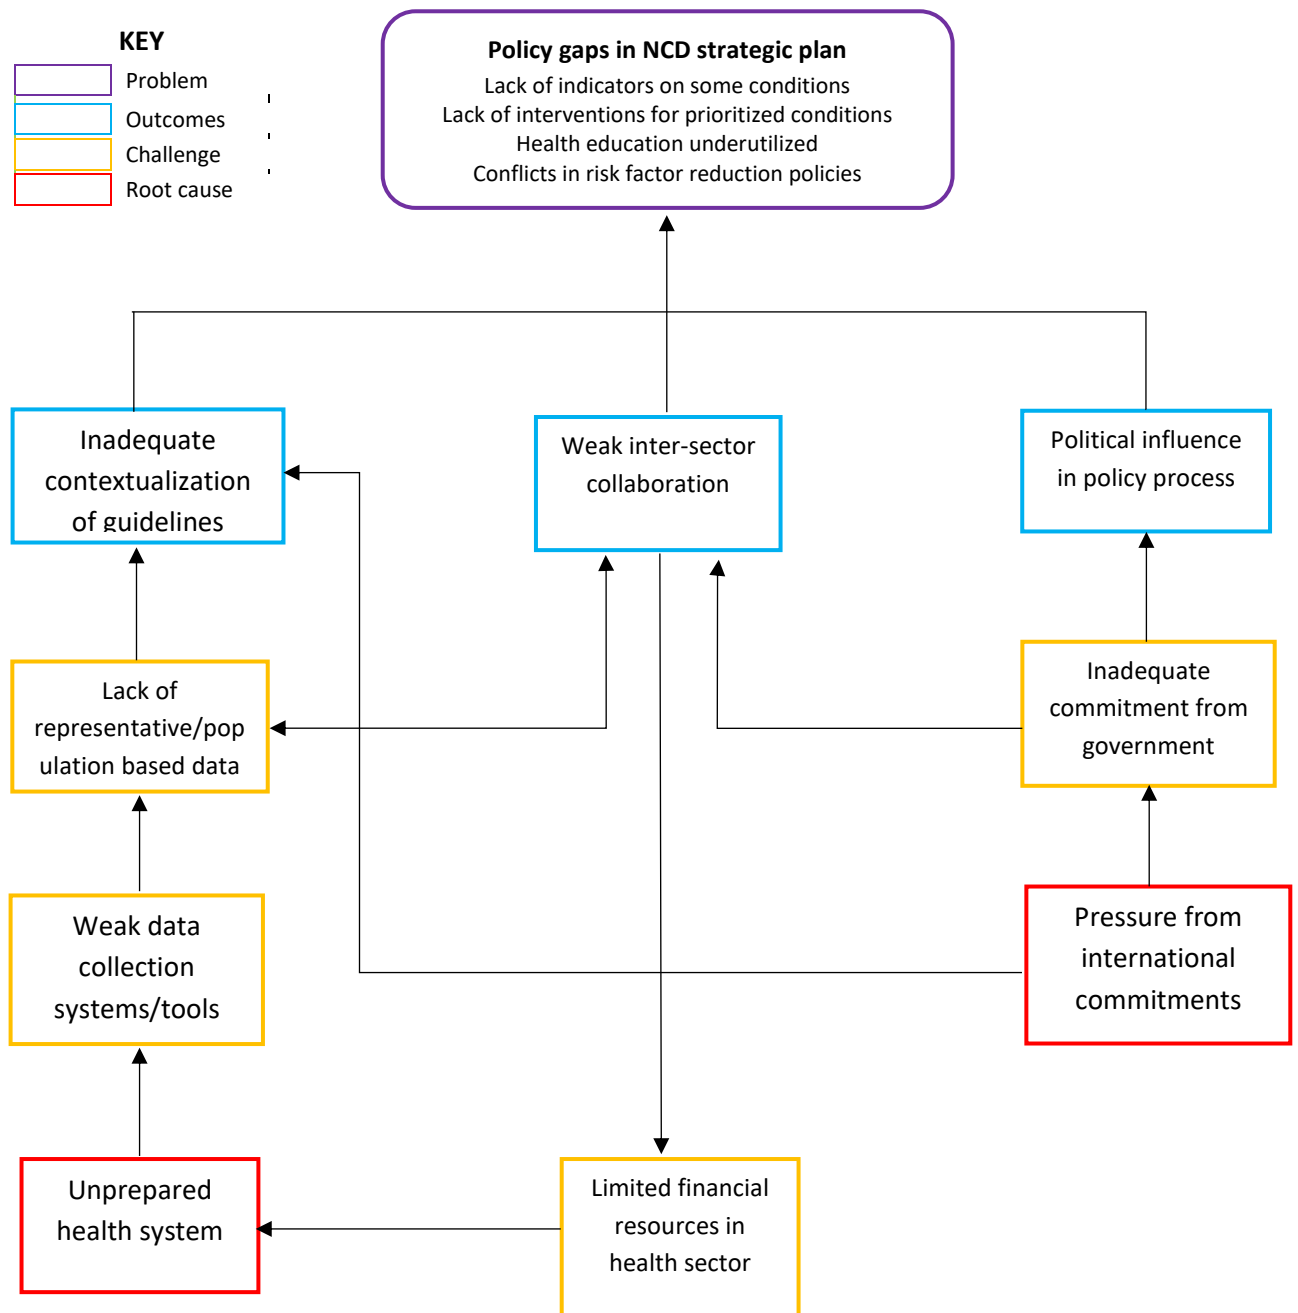 KEY
Problem
Outcomes
Challenge
Root cause
Policy gaps in NCD strategic plan
Lack of indicators on some conditions
Lack of interventions for prioritized conditions
Health education underutilized
Conflicts in risk factor reduction policies
Inadequate
contextualization
of guidelines
Weak inter-sector
collaboration
Political influence
in policy process
Lack of
representative/pop
ulation based data
Inadequate
commitment from
government
Weak data
collection
systems/tools
Pressure from
international
commitments
Unprepared
health system
Limited financial
resources in
health sector